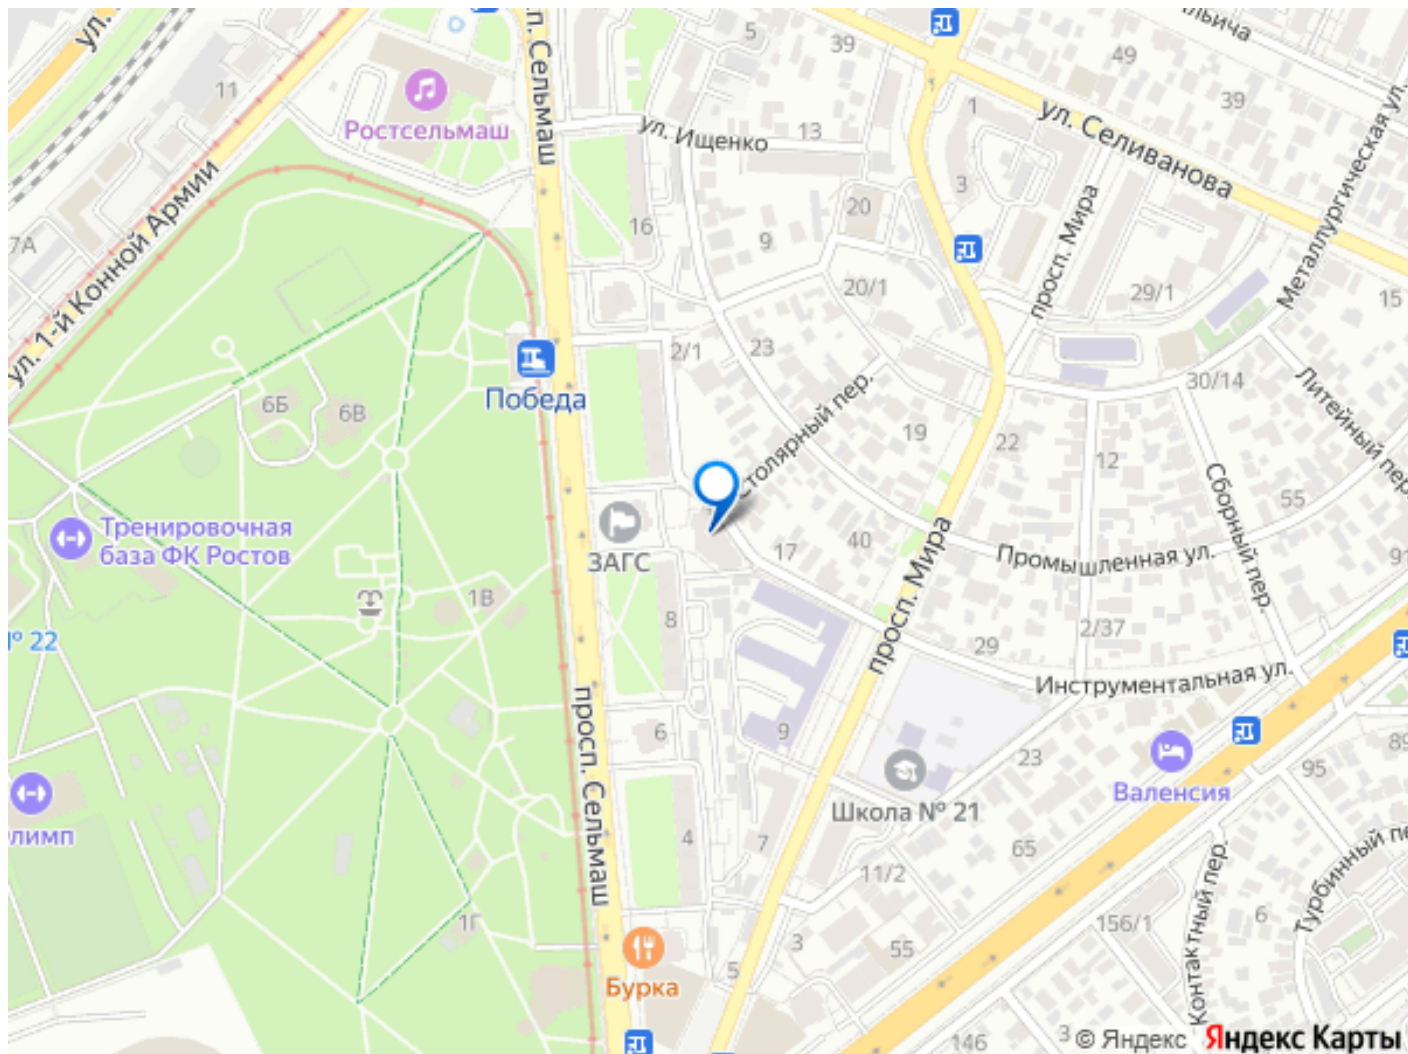 ул.
11
Ростсельмаш
просп. Сельмаш
5
39
49
39
ул. Ищенко
13
1
3
ул. Селиванова
Металлургическая ул.
ул. 1-й Конной Армии
7А
16
20
9
20/1
просп. Мира
29/1
15
Победа
2/1
23
30/14
Литейный пер.
6Б
6В
Столярный пер.
19
22
12
Сборный пер.
55
Тренировочная
база ФК Ростов
ЗАГС
17
40
просп. Мира
Промышленная ул.
91
1В
8
2/37
№ 22
29
Инструментальная ул.
просп. Сельмаш
6
9
23
Валенсия
95
89
Школа № 21
4
7
65
11/2
1Г
Контактный пер.
Турбинный пе
156/1
6
3
55
5
Бурка
146
3
© Яндекс
Яндекс Карты